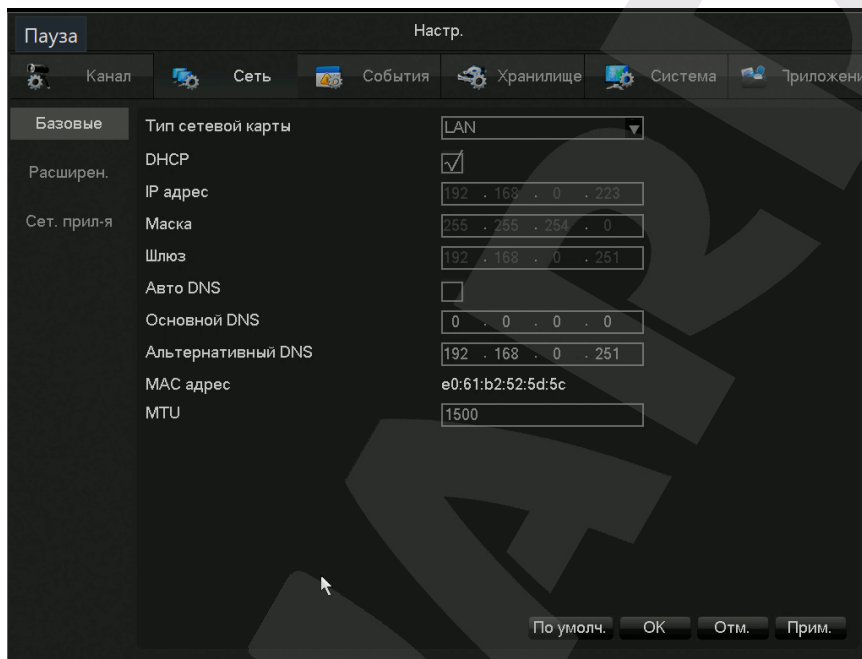 Пауза
Настр.
Канал Сеть События Хранилище Система Приложени
Базовые
Расширен.
Сет. прил-я
Тип сетевой карты LAN
DHCP
IP адрес 192 . 168 . 0 . 223
Маска 255 . 255 . 254 . 0
Шлюз 192 . 168 . 0 . 251
Авто DNS
Основной DNS 0 . 0 . 0 . 0
Альтернативный DNS 192 . 168 . 0 . 251
MAC адрес e0:61:b2:52:5d:5c
MTU 1500
По умолч. OK Отм. Прим.